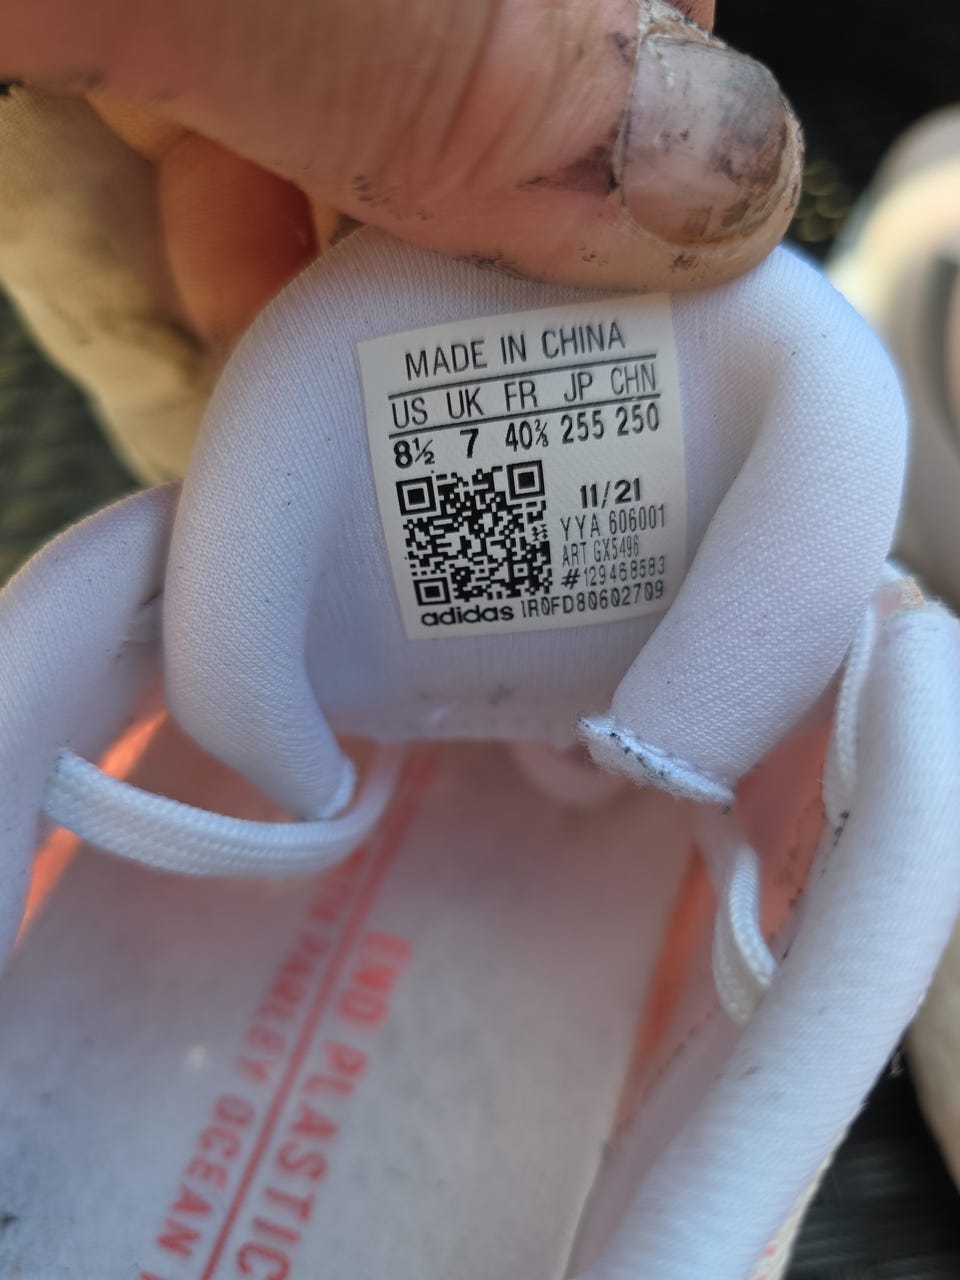 MADE IN CHINA
US UK FR JP CHN
8½ 7 40⅔ 255 250
11/21
YYA 606001
ART GX5496
#129468583
adidas 1R0FD80602709
END PLASTIC
PARLEY OCEAN